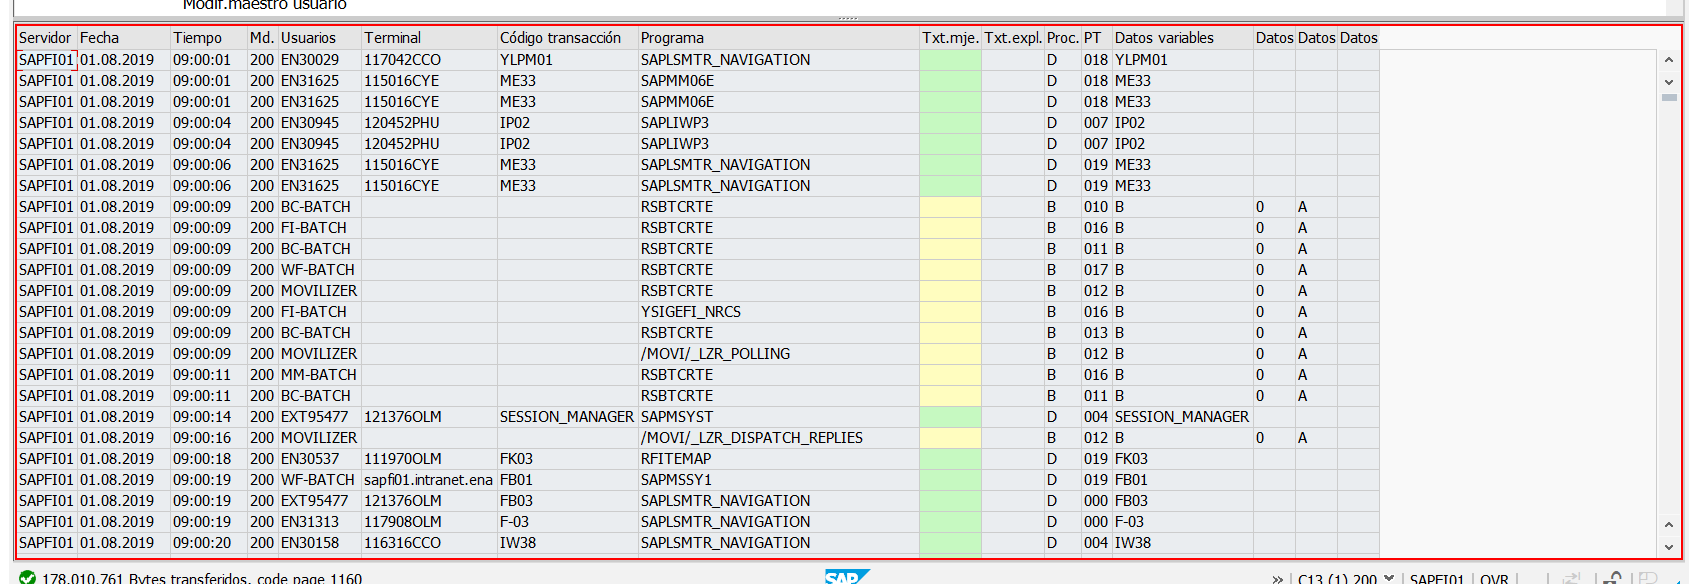 Modif.maestro usuario
Servidor Fecha Tiempo Md. Usuarios Terminal Código transacción Programa Txt.mje. Txt.expl. Proc. PT Datos variables Datos Datos Datos
SAPFI01 01.08.2019 09:00:01 200 EN30029 117042CCO YLPM01 SAPLSMTR_NAVIGATION D 018 YLPM01
SAPFI01 01.08.2019 09:00:01 200 EN31625 115016CYE ME33 SAPMM06E D 018 ME33
SAPFI01 01.08.2019 09:00:01 200 EN31625 115016CYE ME33 SAPMM06E D 018 ME33
SAPFI01 01.08.2019 09:00:04 200 EN30945 120452PHU IP02 SAPLIWP3 D 007 IP02
SAPFI01 01.08.2019 09:00:04 200 EN30945 120452PHU IP02 SAPLIWP3 D 007 IP02
SAPFI01 01.08.2019 09:00:06 200 EN31625 115016CYE ME33 SAPLSMTR_NAVIGATION D 019 ME33
SAPFI01 01.08.2019 09:00:06 200 EN31625 115016CYE ME33 SAPLSMTR_NAVIGATION D 019 ME33
SAPFI01 01.08.2019 09:00:09 200 BC-BATCH RSBTCRTE B 010 B 0 A
SAPFI01 01.08.2019 09:00:09 200 FI-BATCH RSBTCRTE B 016 B 0 A
SAPFI01 01.08.2019 09:00:09 200 BC-BATCH RSBTCRTE B 011 B 0 A
SAPFI01 01.08.2019 09:00:09 200 WF-BATCH RSBTCRTE B 017 B 0 A
SAPFI01 01.08.2019 09:00:09 200 MOVILIZER RSBTCRTE B 012 B 0 A
SAPFI01 01.08.2019 09:00:09 200 FI-BATCH YSIGEFI_NRCS B 016 B 0 A
SAPFI01 01.08.2019 09:00:09 200 BC-BATCH RSBTCRTE B 013 B 0 A
SAPFI01 01.08.2019 09:00:09 200 MOVILIZER /MOVI/_LZR_POLLING B 012 B 0 A
SAPFI01 01.08.2019 09:00:11 200 MM-BATCH RSBTCRTE B 016 B 0 A
SAPFI01 01.08.2019 09:00:11 200 BC-BATCH RSBTCRTE B 011 B 0 A
SAPFI01 01.08.2019 09:00:14 200 EXT95477 121376OLM SESSION_MANAGER SAPMSYST D 004 SESSION_MANAGER
SAPFI01 01.08.2019 09:00:16 200 MOVILIZER /MOVI/_LZR_DISPATCH_REPLIES B 012 B 0 A
SAPFI01 01.08.2019 09:00:18 200 EN30537 111970OLM FK03 RFITEMAP D 019 FK03
SAPFI01 01.08.2019 09:00:19 200 WF-BATCH sapfi01.intranet.ena FB01 SAPMSSY1 D 019 FB01
SAPFI01 01.08.2019 09:00:19 200 EXT95477 121376OLM FB03 SAPLSMTR_NAVIGATION D 000 FB03
SAPFI01 01.08.2019 09:00:19 200 EN31313 117908OLM F-03 SAPLSMTR_NAVIGATION D 000 F-03
SAPFI01 01.08.2019 09:00:20 200 EN30158 116316CCO IW38 SAPLSMTR_NAVIGATION D 004 IW38
178.010.761 Bytes transferidos, code page 1160 SAP » C13 (1) 200 SAPFI01 OVR